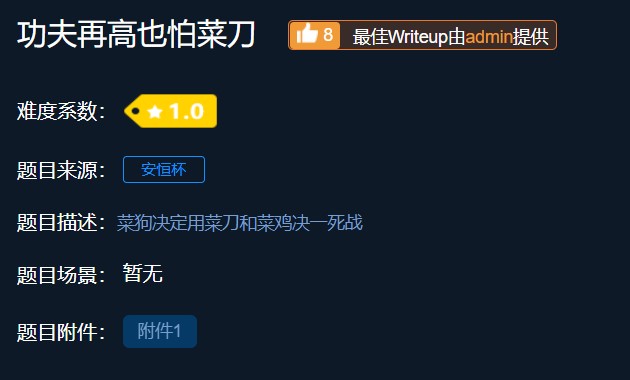 功夫再高也怕菜刀 8 最佳Writeup由admin提供
难度系数： 1.0
题目来源： 安恒杯
题目描述：菜狗决定用菜刀和菜鸡决一死战
题目场景： 暂无
题目附件： 附件1